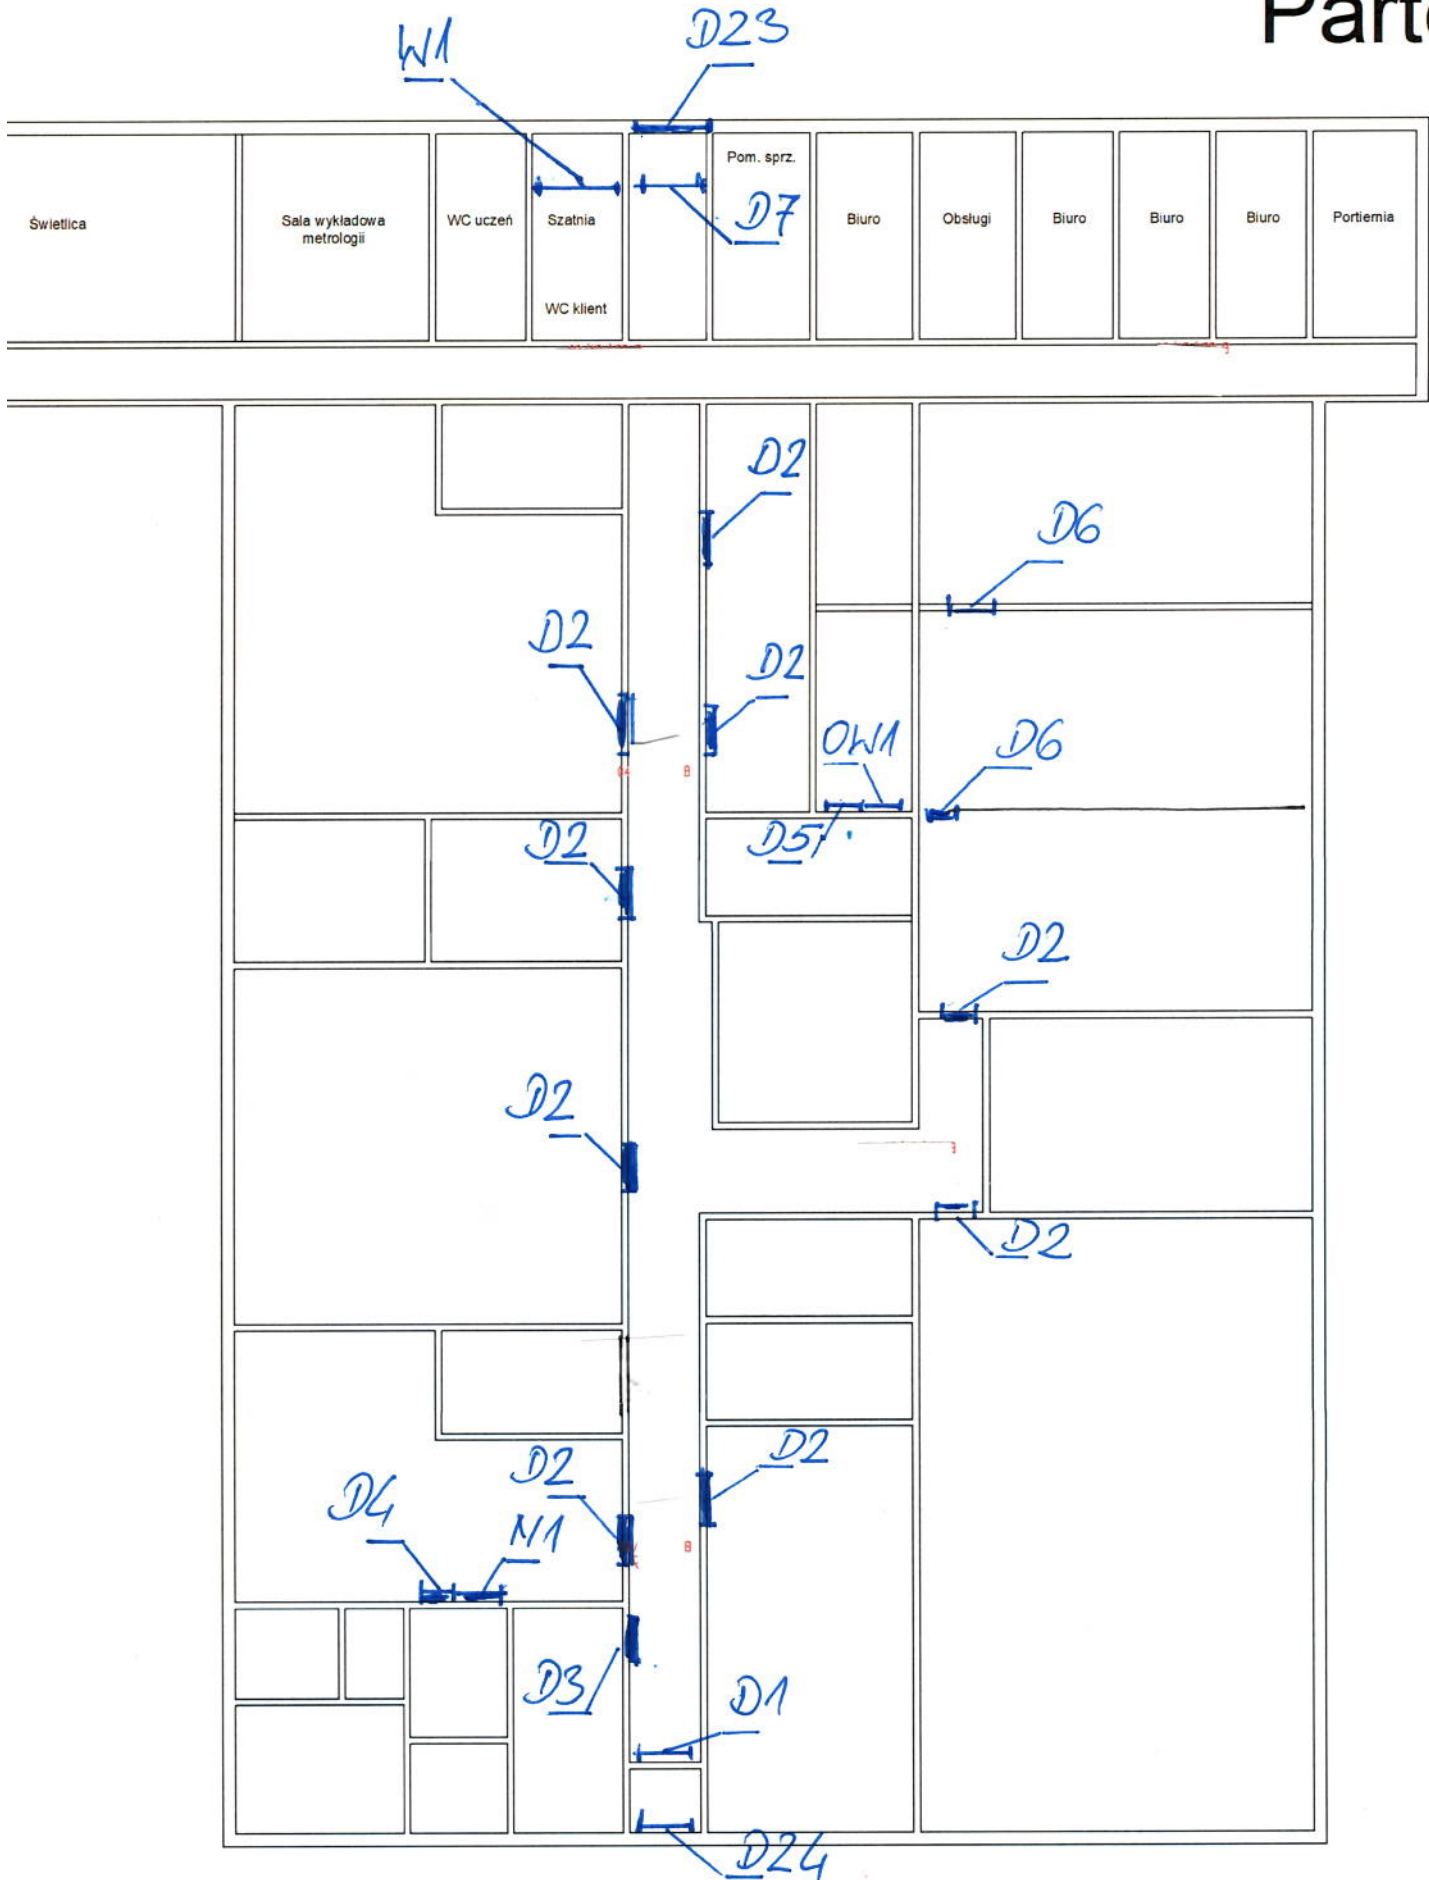 Parte
W1
D23
Pom. sprz.
D7
Świetlica
Sala wykładowa
metrologii
WC uczeń
Szatnia
Biuro
Obsługi
Biuro
Biuro
Biuro
Portiernia
WC klient
D2
D6
D2
D2
OW1
D6
D2
D5
D2
D2
D2
D2
D2
D4
N1
D3
D1
D24